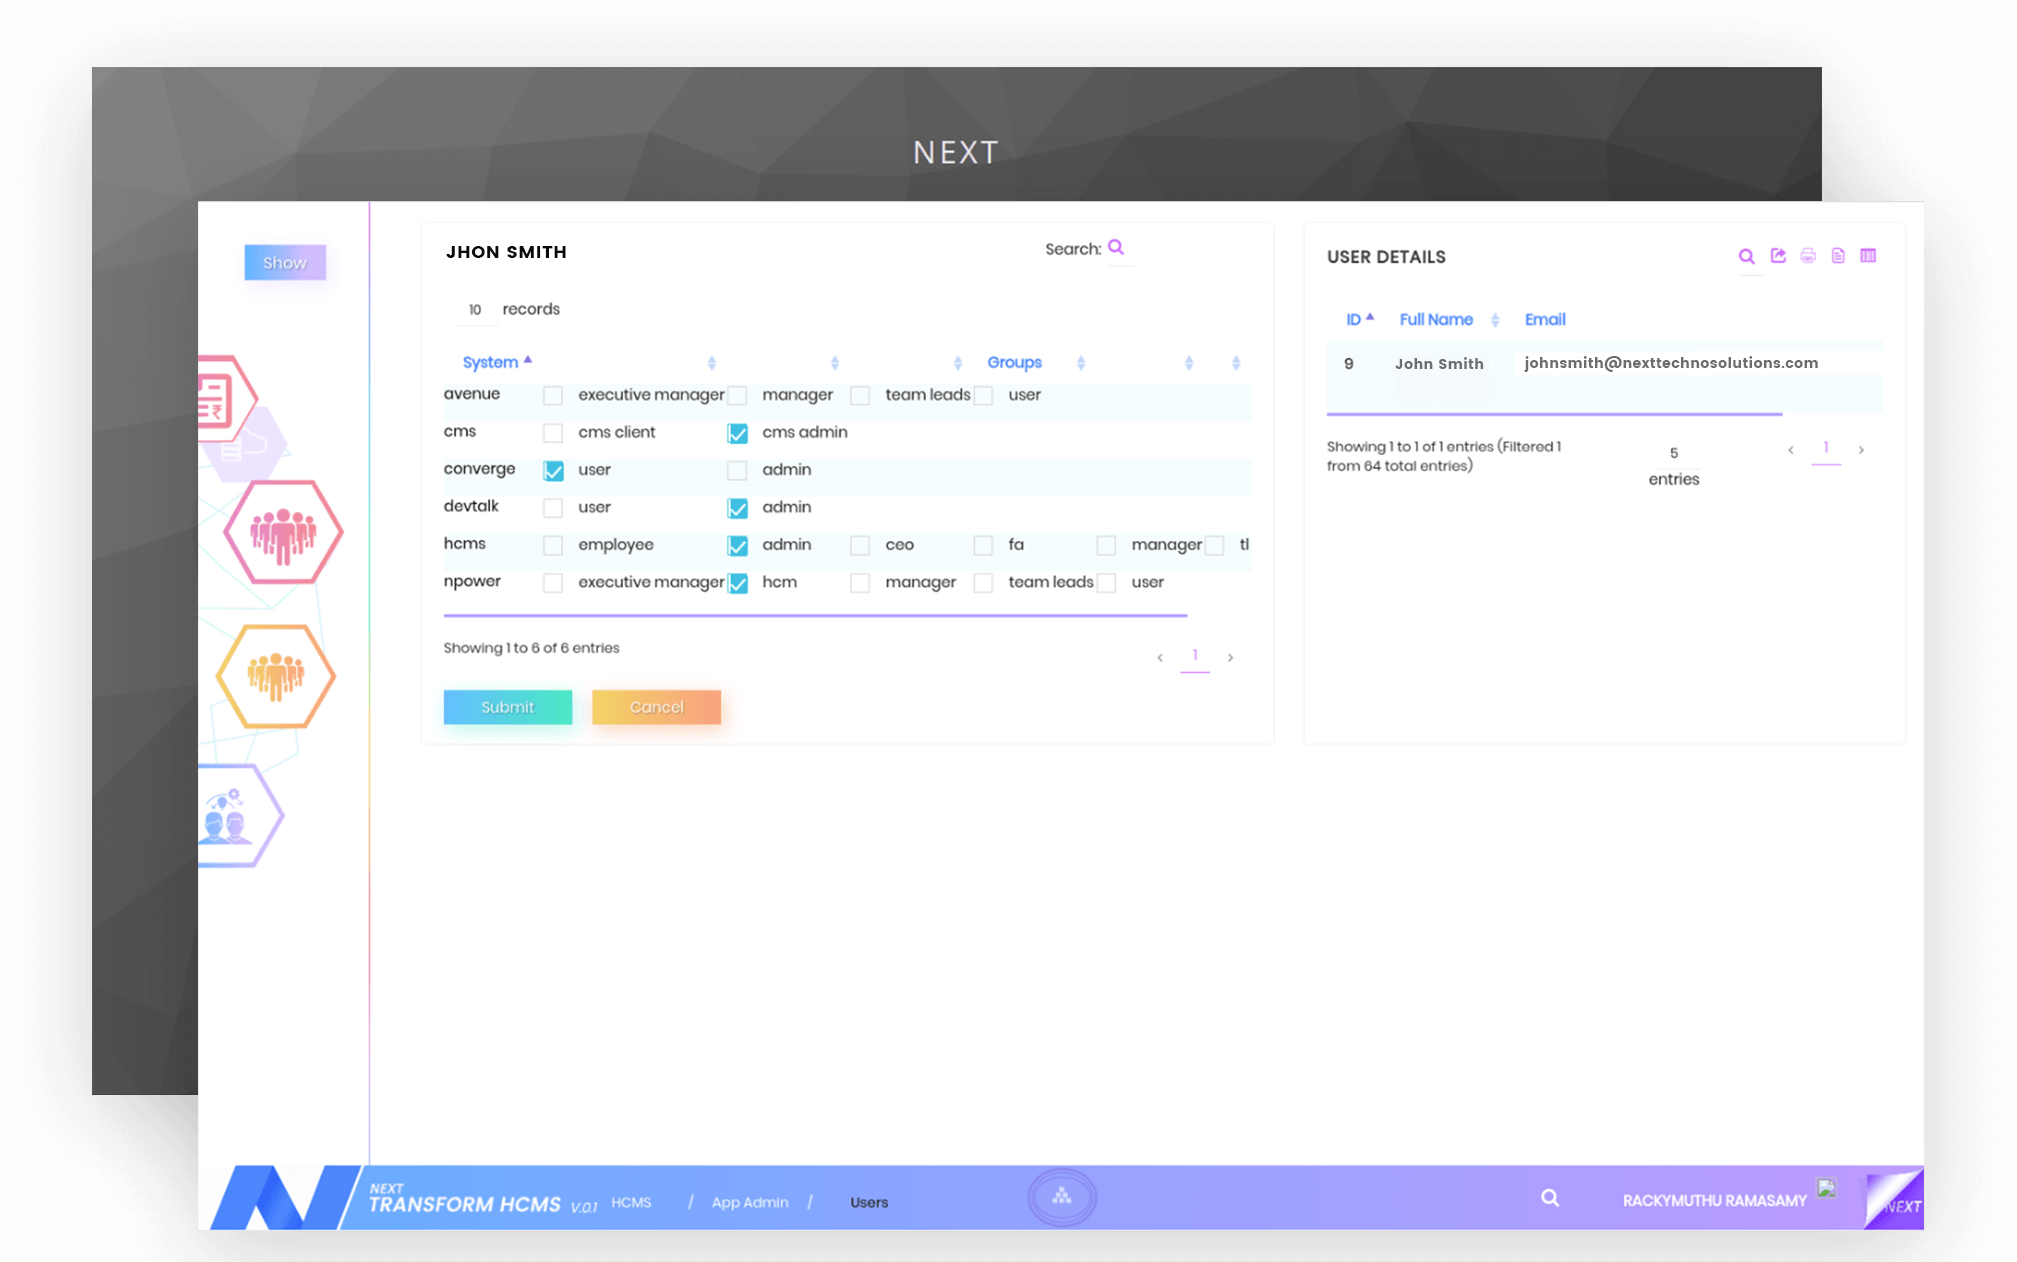 NEXT
Show
JHON SMITH
Search:
10 records
System Groups
avenue executive manager manager team leads user
cms cms client cms admin
converge user admin
devtalk user admin
hcms employee admin ceo fa manager tl
npower executive manager hcm manager team leads user
Showing 1 to 6 of 6 entries
‹ 1 ›
Submit Cancel
USER DETAILS
ID Full Name Email
9 John Smith johnsmith@nexttechnosolutions.com
Showing 1 to 1 of 1 entries (Filtered 1
from 64 total entries)
5
entries
‹ 1 ›
NEXT
TRANSFORM HCMS V.0.1 HCMS / App Admin / Users
RACKYMUTHU RAMASAMY
NEXT